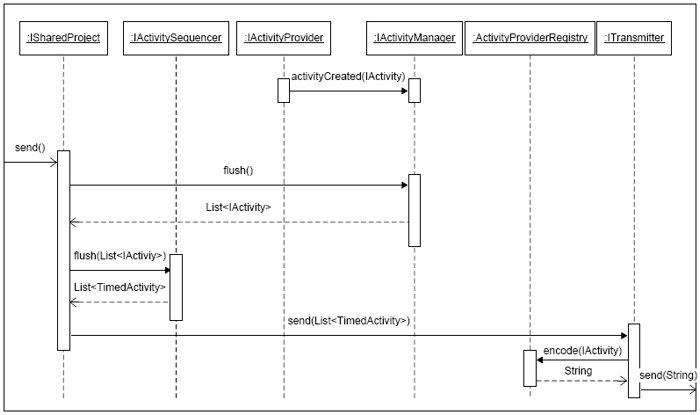 :ISharedProject
:IActivitySequencer
:IActivityProvider
:IActivityManager
:ActivityProviderRegistry
:ITransmitter
activityCreated(IActivity)
send()
flush()
List<IActivity>
flush(List<IActiviy>)
List<TimedActivity>
send(List<TimedActivity>)
encode(IActivity)
String
send(String)